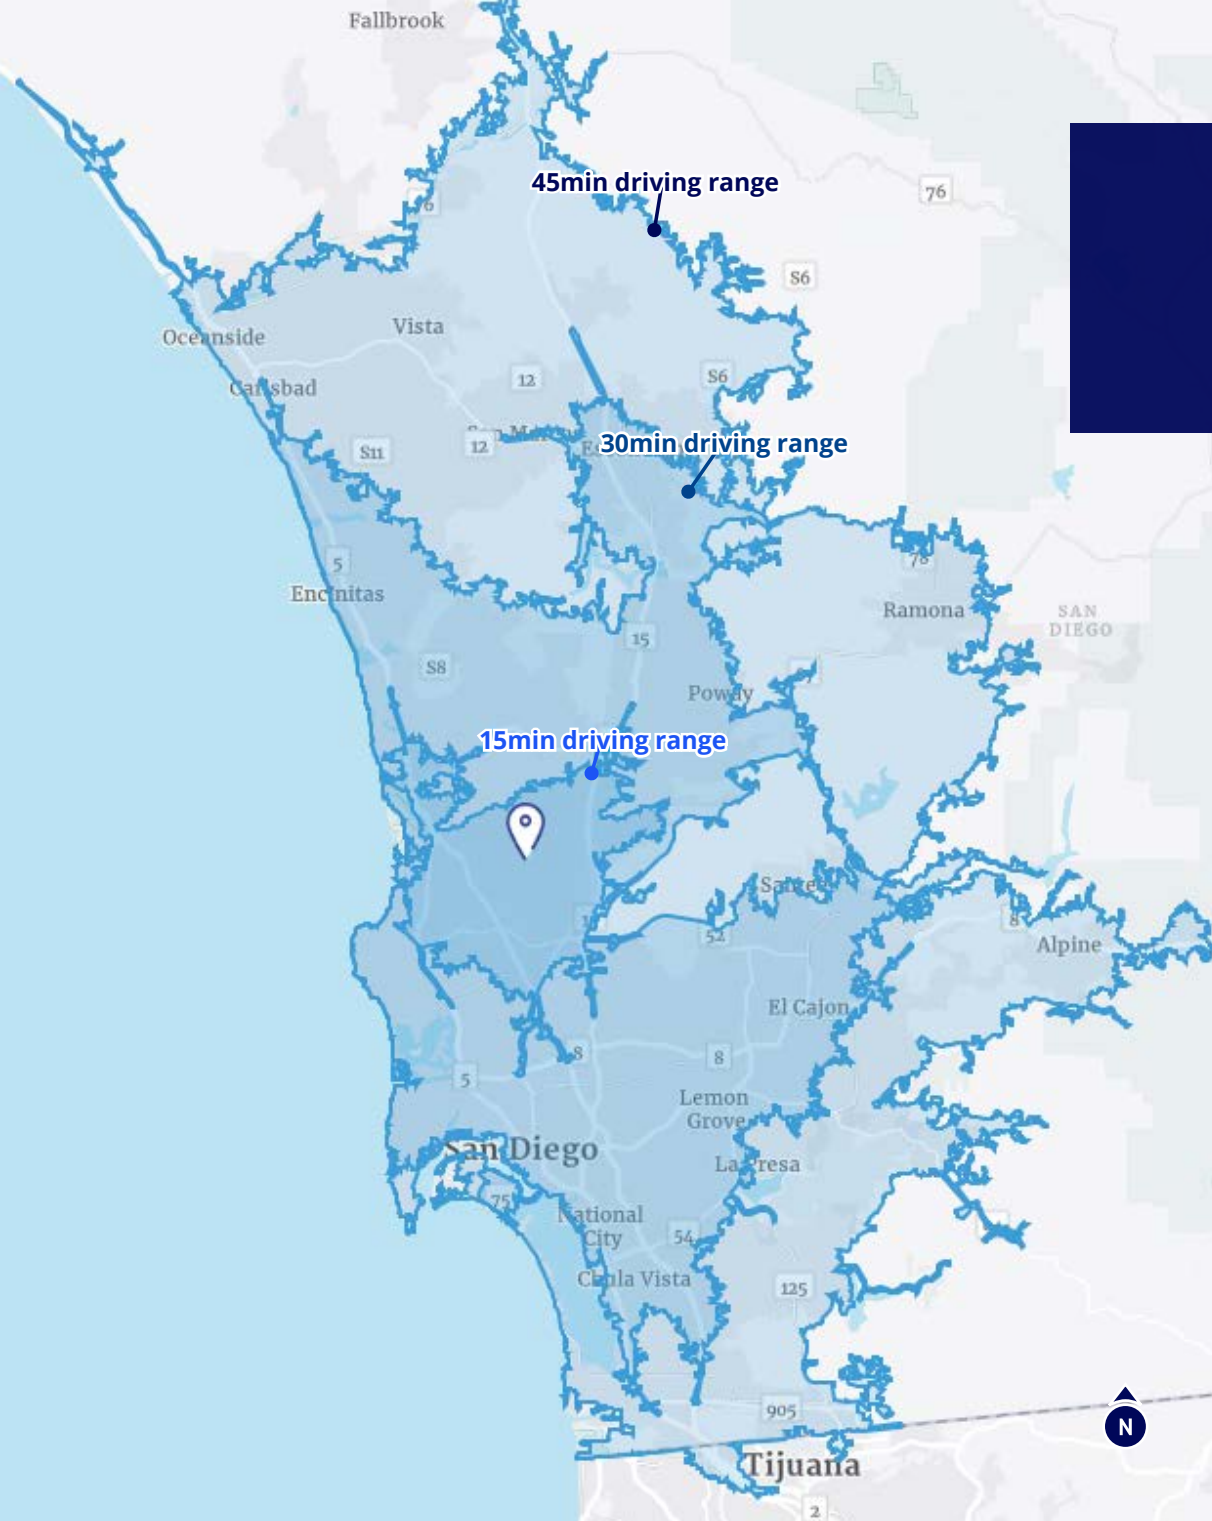 Fallbrook
45min driving range
76
6
S6
Oceanside
Vista
Carlsbad
12
S6
12
S11
30min driving range
5
78
Encinitas
Ramona
SAN
DIEGO
15
S8
Poway
15min driving range
Santee
52
8
Alpine
El Cajon
8
8
5
Lemon
Grove
San Diego
La Presa
75
National
City
54
Chula Vista
125
905
N
Tijuana
2